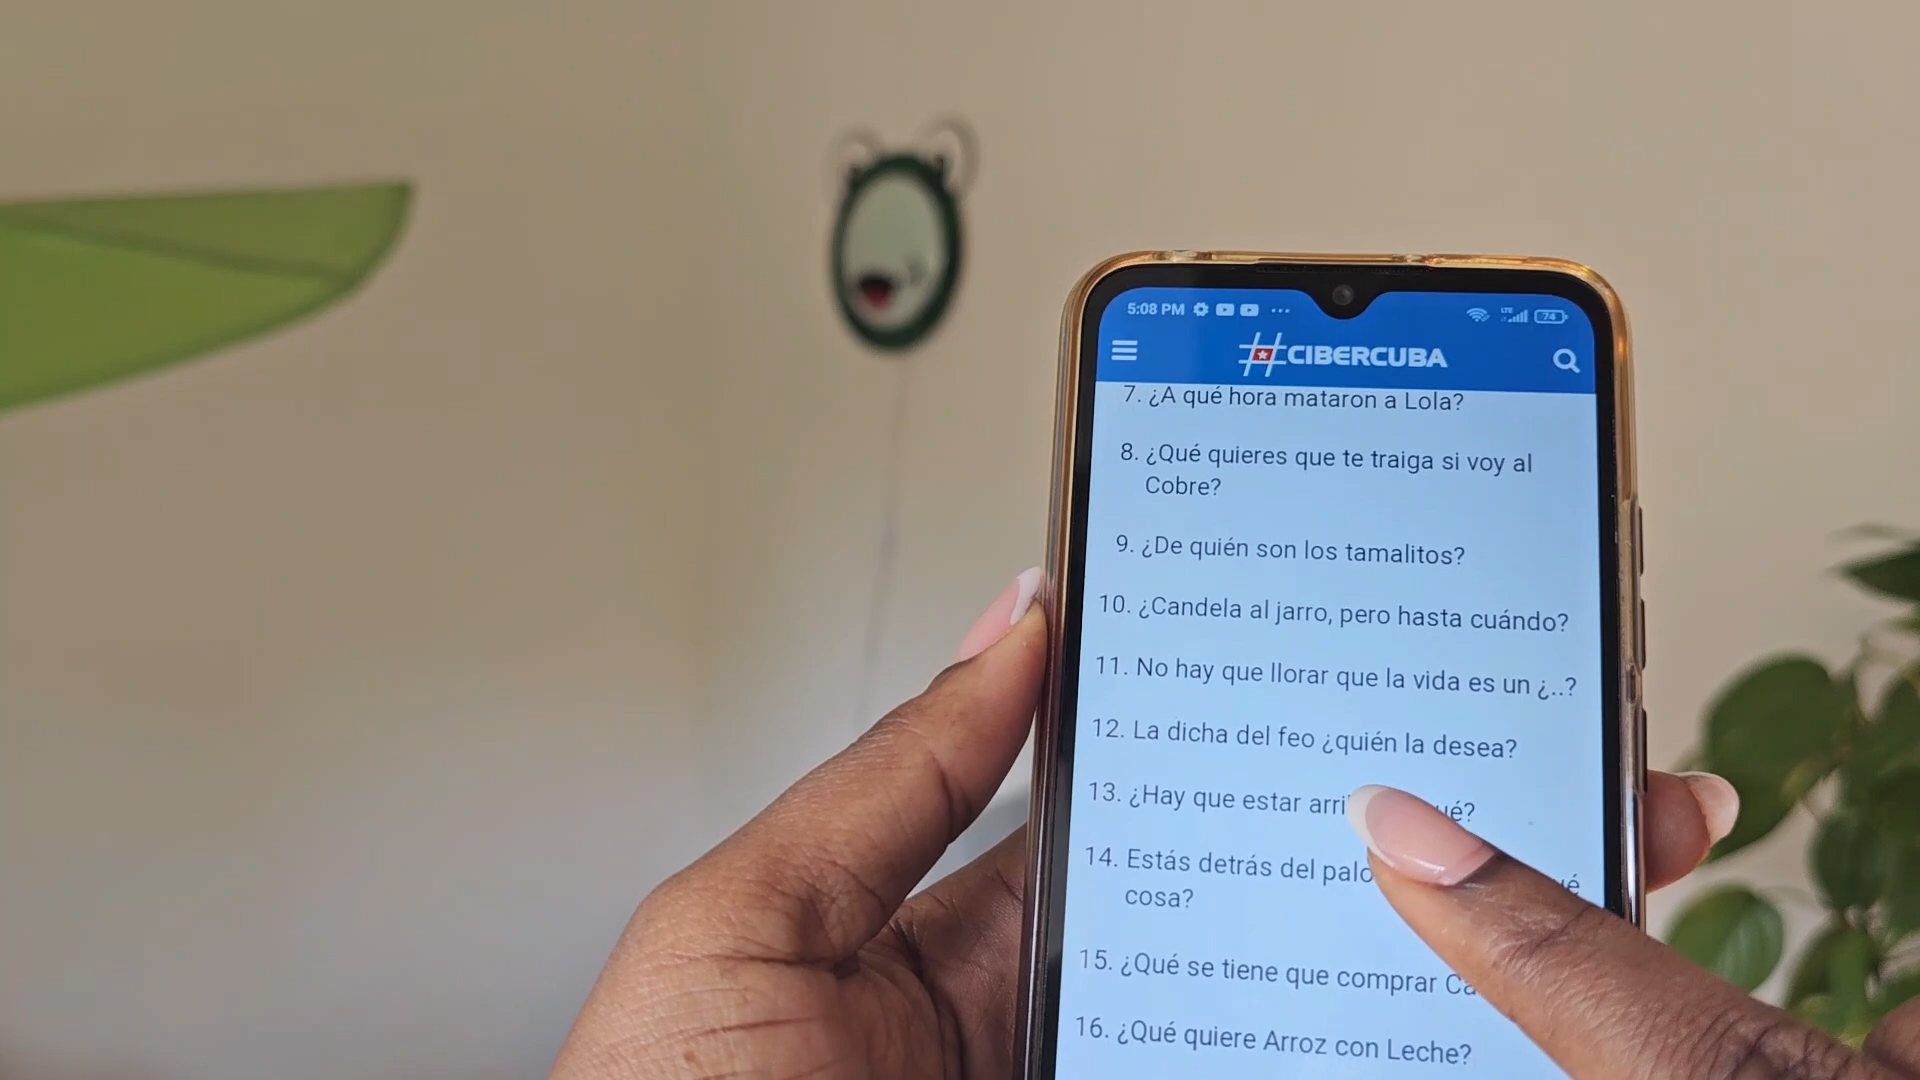 5:08 PM
LTE 74
#CIBERCUBA
7. ¿A qué hora mataron a Lola?
8. ¿Qué quieres que te traiga si voy al
Cobre?
9. ¿De quién son los tamalitos?
10. ¿Candela al jarro, pero hasta cuándo?
11. No hay que llorar que la vida es un ¿..?
12. La dicha del feo ¿quién la desea?
13. ¿Hay que estar
14. Estás detrás del
cosa?
15. ¿Qué se tiene que comprar
16. ¿Qué quiere Arroz con Leche?